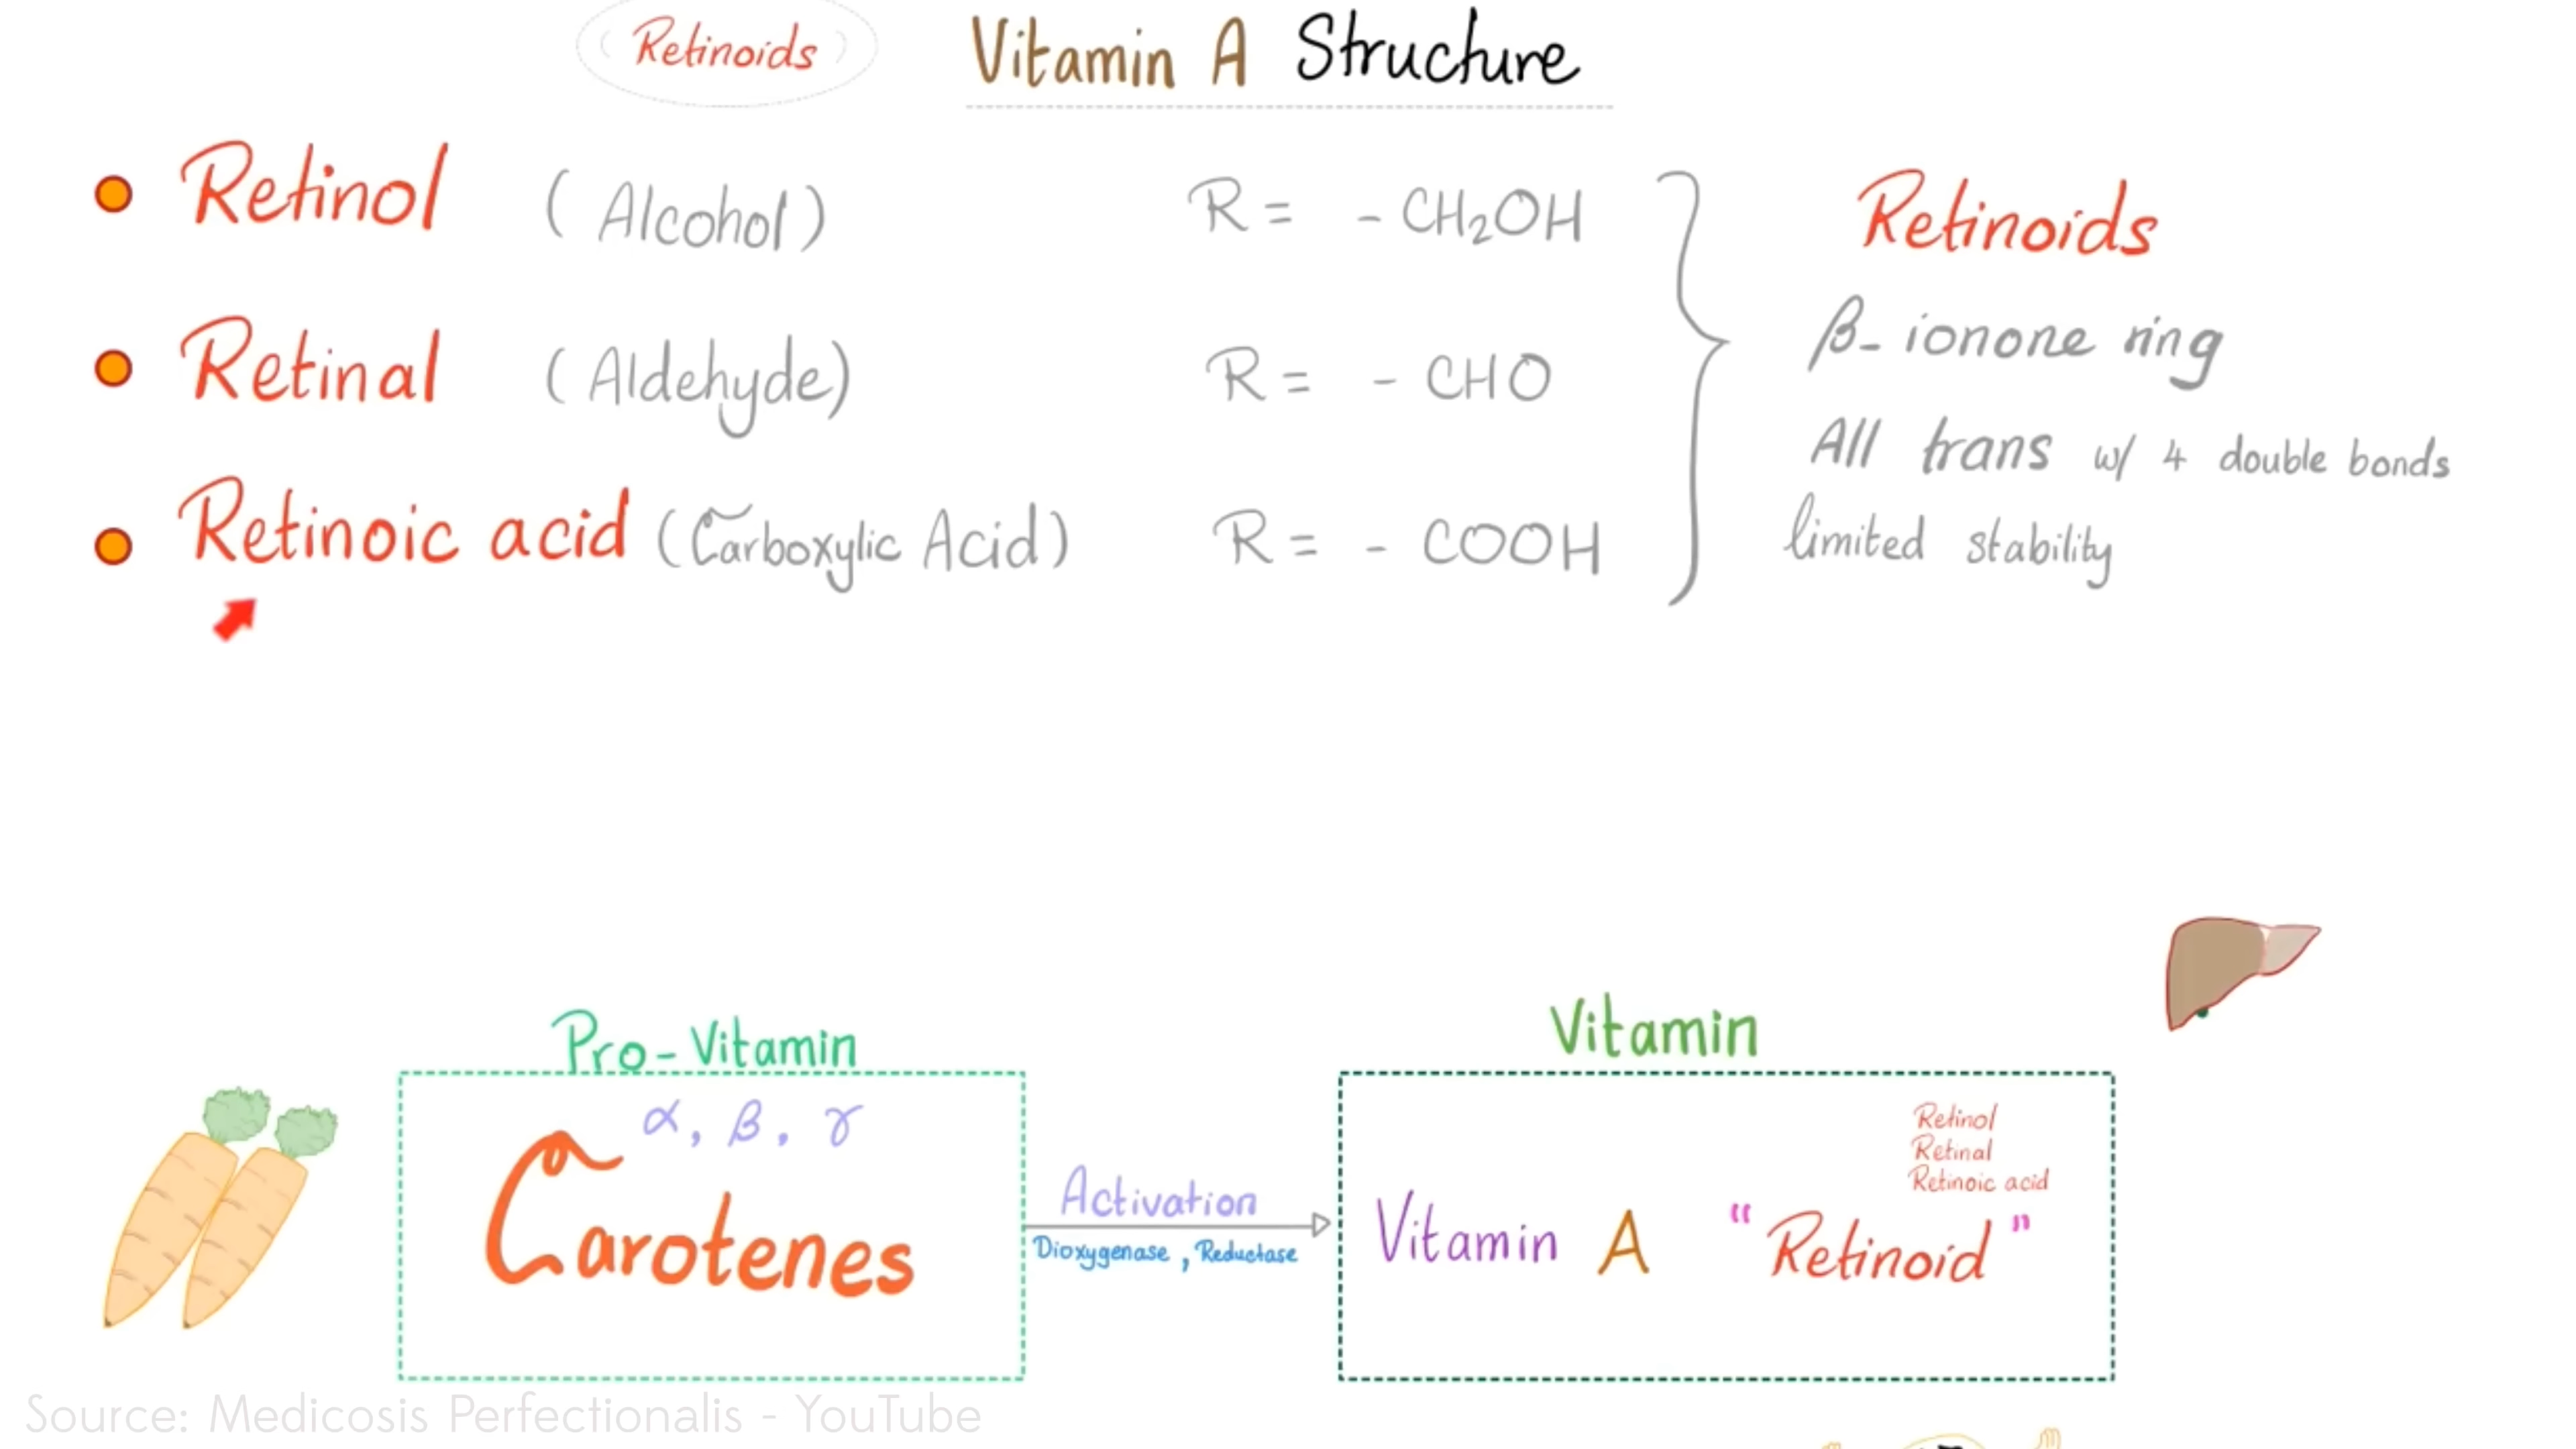 (Retinoids) Vitamin A Structure
Retinol (Alcohol) R = - CH₂OH
Retinal (Aldehyde) R = - CHO
Retinoic acid (Carboxylic Acid) R = - COOH
Retinoids
β- ionone ring
All trans w/ 4 double bonds
limited stability
Pro-Vitamin
α, β, γ
Carotenes
Activation
Dioxygenase, Reductase
Vitamin
Retinol
Retinal
Retinoic acid
Vitamin A "Retinoid"
Source: Medicosis Perfectionalis - YouTube